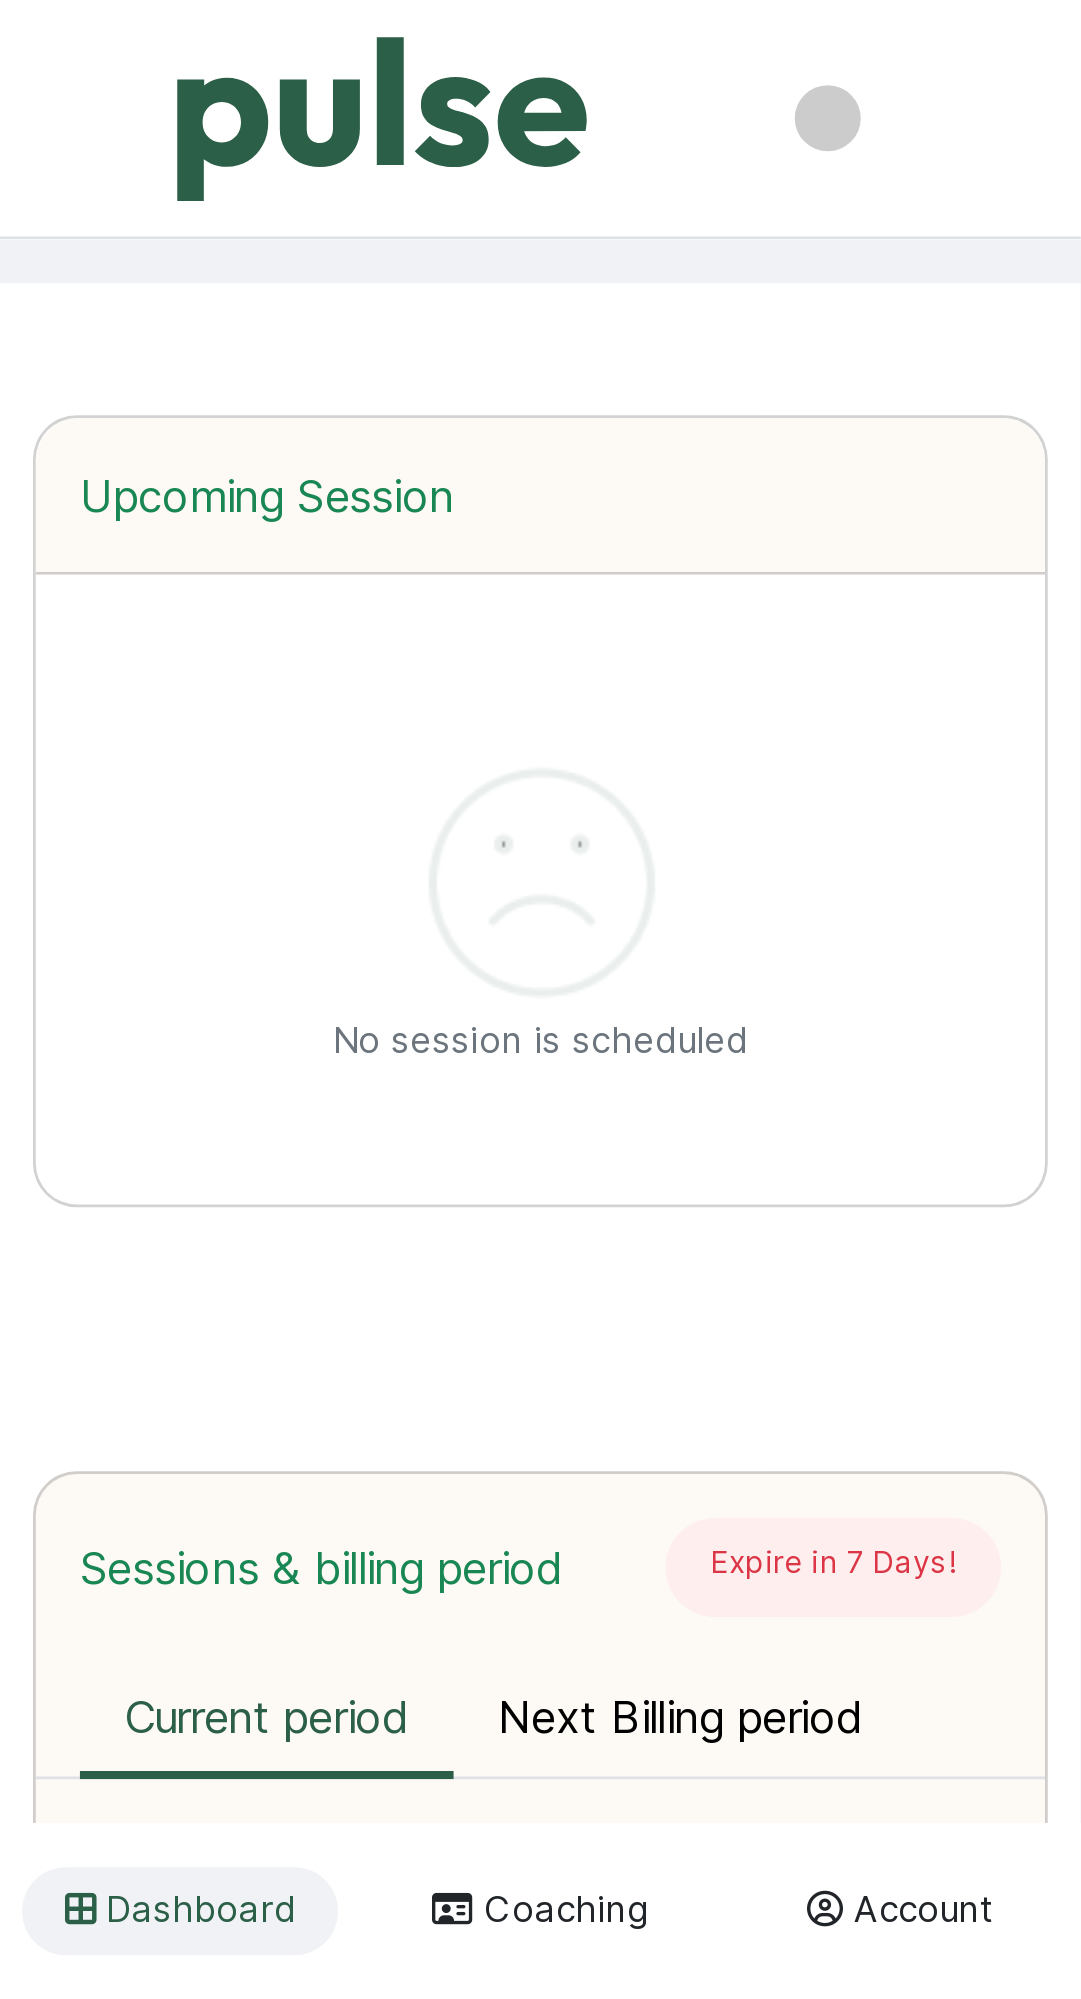 pulse
Upcoming Session
No session is scheduled
Sessions & billing period
Expire in 7 Days!
Current period
Next Billing period
Dashboard
Coaching
Account